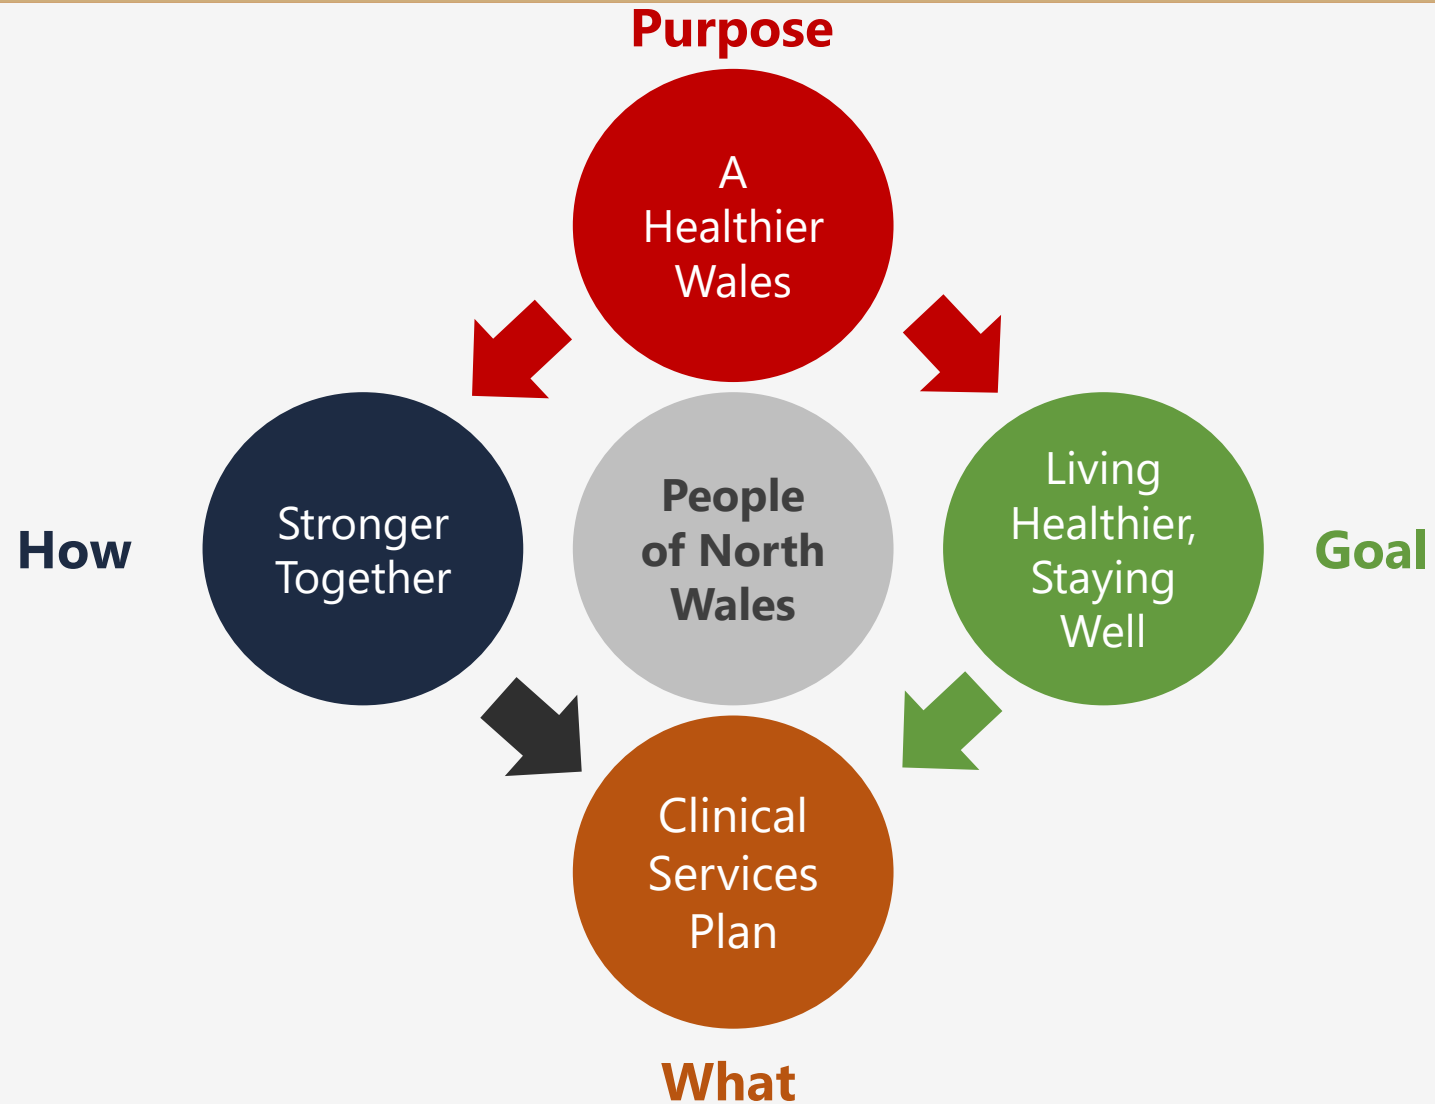 Purpose
A
Healthier
Wales
How
Stronger
Together
People
of North
Wales
Living
Healthier,
Staying
Well
Goal
Clinical
Services
Plan
What